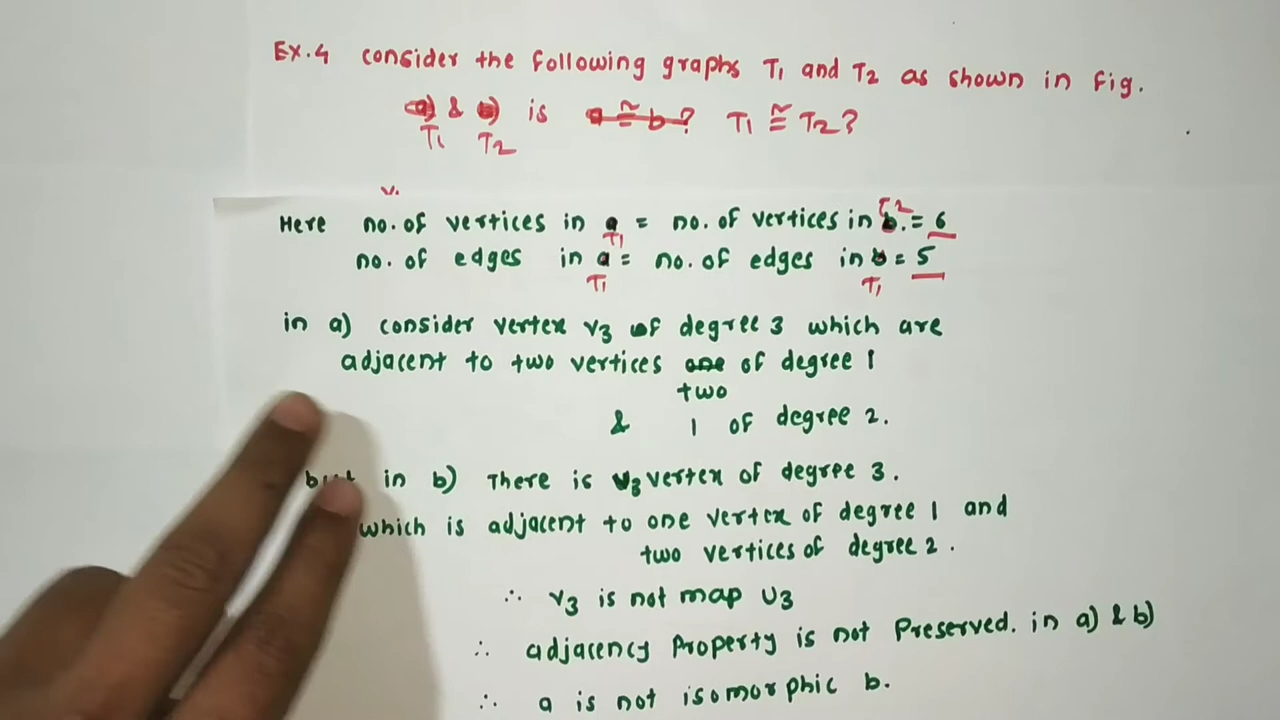 Ex.4 consider the following graphs T1 and T2 as shown in Fig.
a) & b) is a ≅ b? T1 ≅ T2?
T1 T2
v.
Here no. of vertices in a = no. of vertices in b. = 6
T1 T2
no. of edges in a = no. of edges in b = 5
T1 T1
in a) consider vertex v3 of degree 3 which are
adjacent to two vertices one of degree 1
two
& 1 of degree 2.
but in b) There is u3 vertex of degree 3.
which is adjacent to one vertex of degree 1 and
two vertices of degree 2.
∴ v3 is not map u3
∴ adjacency Property is not Preserved. in a) & b)
∴ a is not isomorphic b.